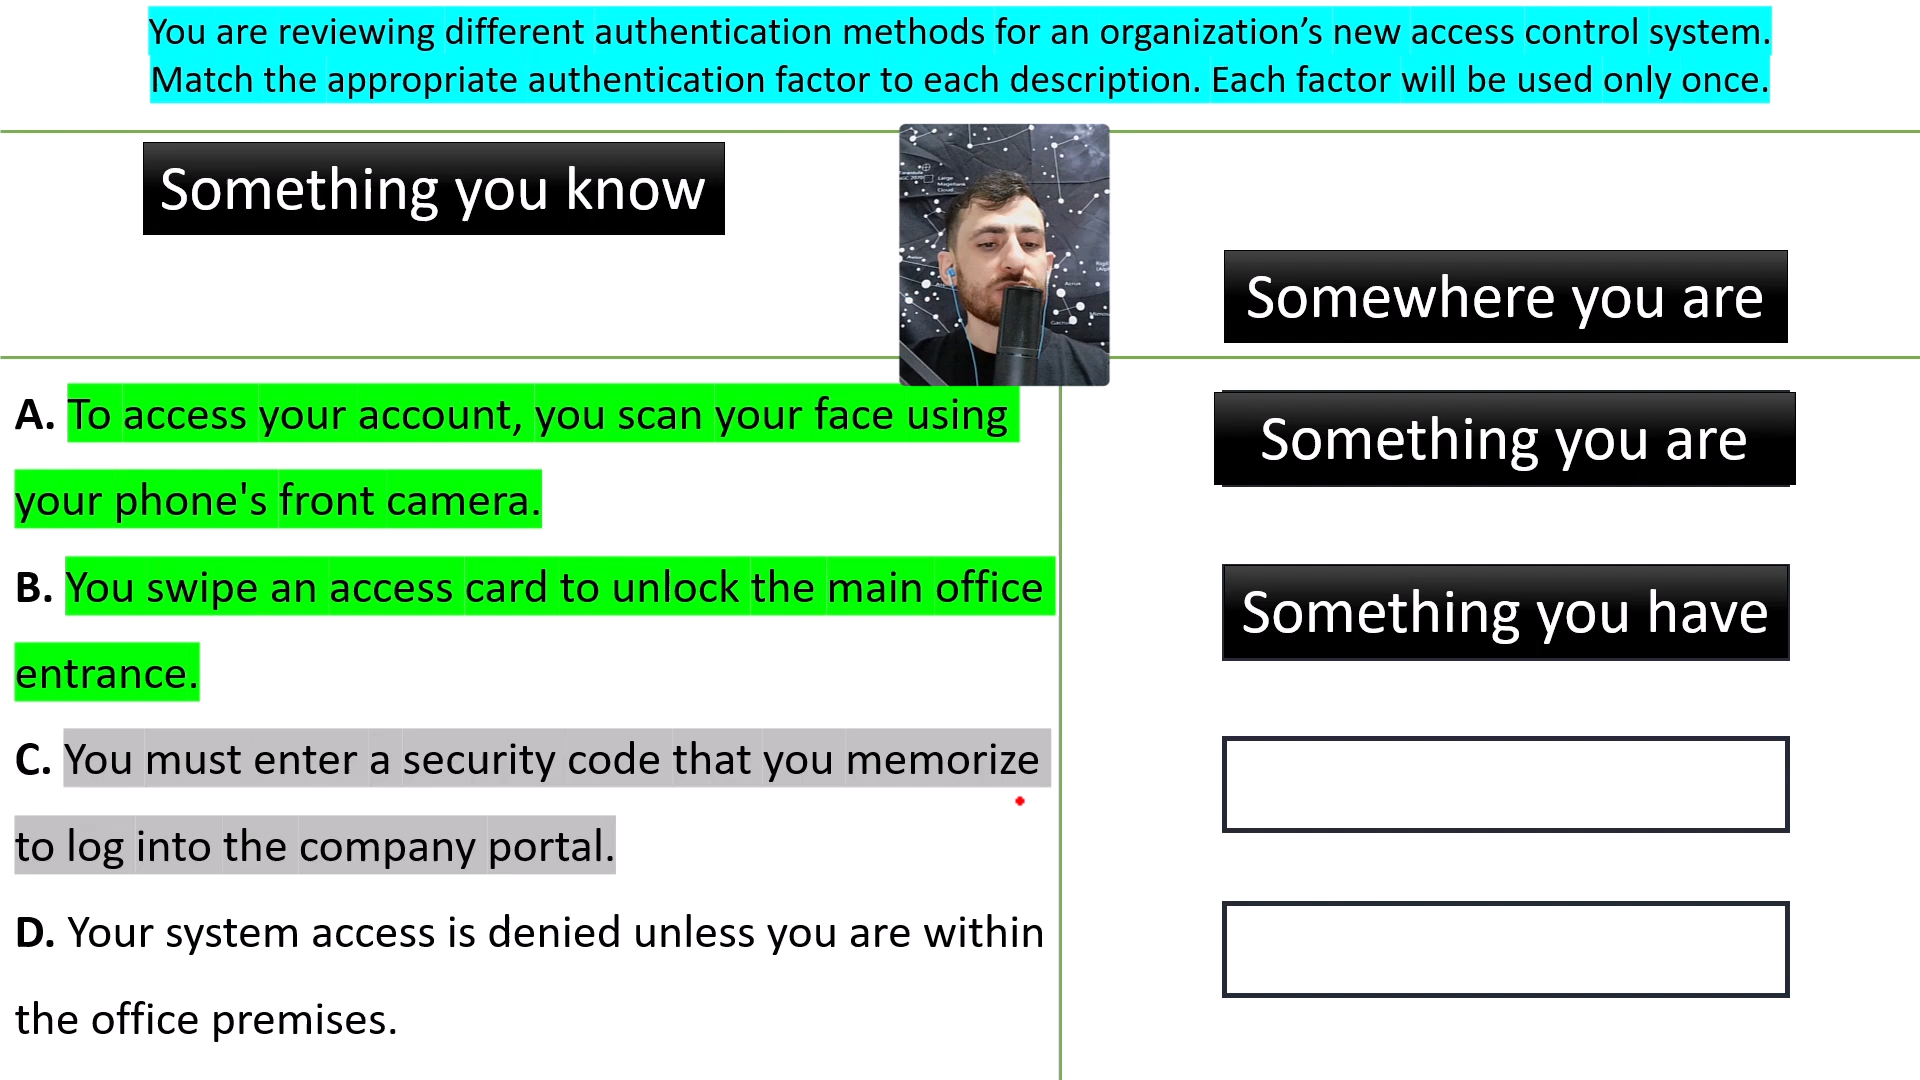 You are reviewing different authentication methods for an organization’s new access control system.
Match the appropriate authentication factor to each description. Each factor will be used only once.
Something you know
Somewhere you are
A. To access your account, you scan your face using
your phone's front camera.
Something you are
B. You swipe an access card to unlock the main office
entrance.
Something you have
C. You must enter a security code that you memorize
to log into the company portal.
D. Your system access is denied unless you are within
the office premises.